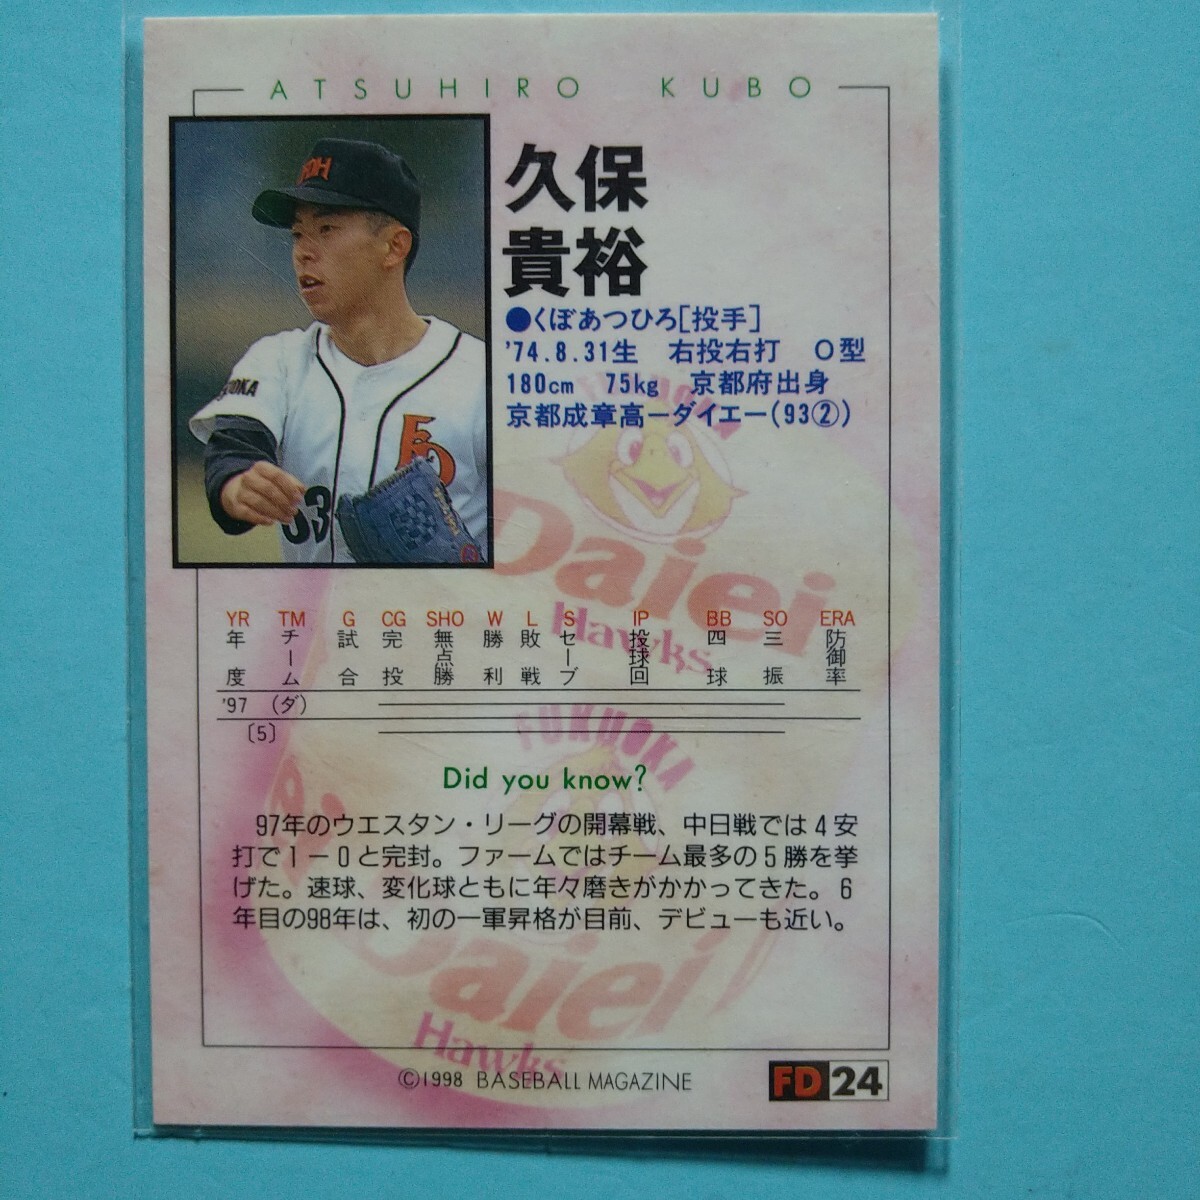 ATSUHIRO KUBO
久保
貴裕
●くぼあつひろ[投手]
'74.8.31生 右投右打 O型
180cm 75kg 京都府出身
京都成章高ーダイエー(93②)
FDH
FD
FUKUOKA
Daiei
Hawks
YR TM G CG SHO W L S IP BB SO ERA
年度 チーム 試合 完投 無点勝 勝利 敗戦 セーブ 投球回 四球 三振 防御率
'97 (ダ)
〔5〕
FUKUOKA
Did you know?
97年のウエスタン・リーグの開幕戦、中日戦では4安
打で1−0と完封。ファームではチーム最多の5勝を挙
げた。速球、変化球ともに年々磨きがかかってきた。6
年目の98年は、初の一軍昇格が目前、デビューも近い。
Daiei
Hawks
©1998 BASEBALL MAGAZINE
FD 24